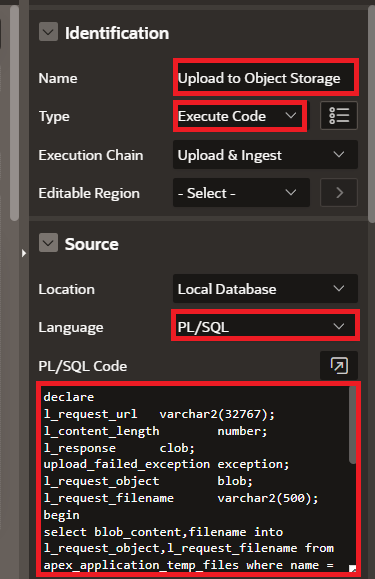 Identification
Name Upload to Object Storage
Type Execute Code
Execution Chain Upload & Ingest
Editable Region - Select -
Source
Location Local Database
Language PL/SQL
PL/SQL Code
declare
l_request_url varchar2(32767);
l_content_length number;
l_response clob;
upload_failed_exception exception;
l_request_object blob;
l_request_filename varchar2(500);
begin
select blob_content,filename into
l_request_object,l_request_filename from
apex_application_temp_files where name =